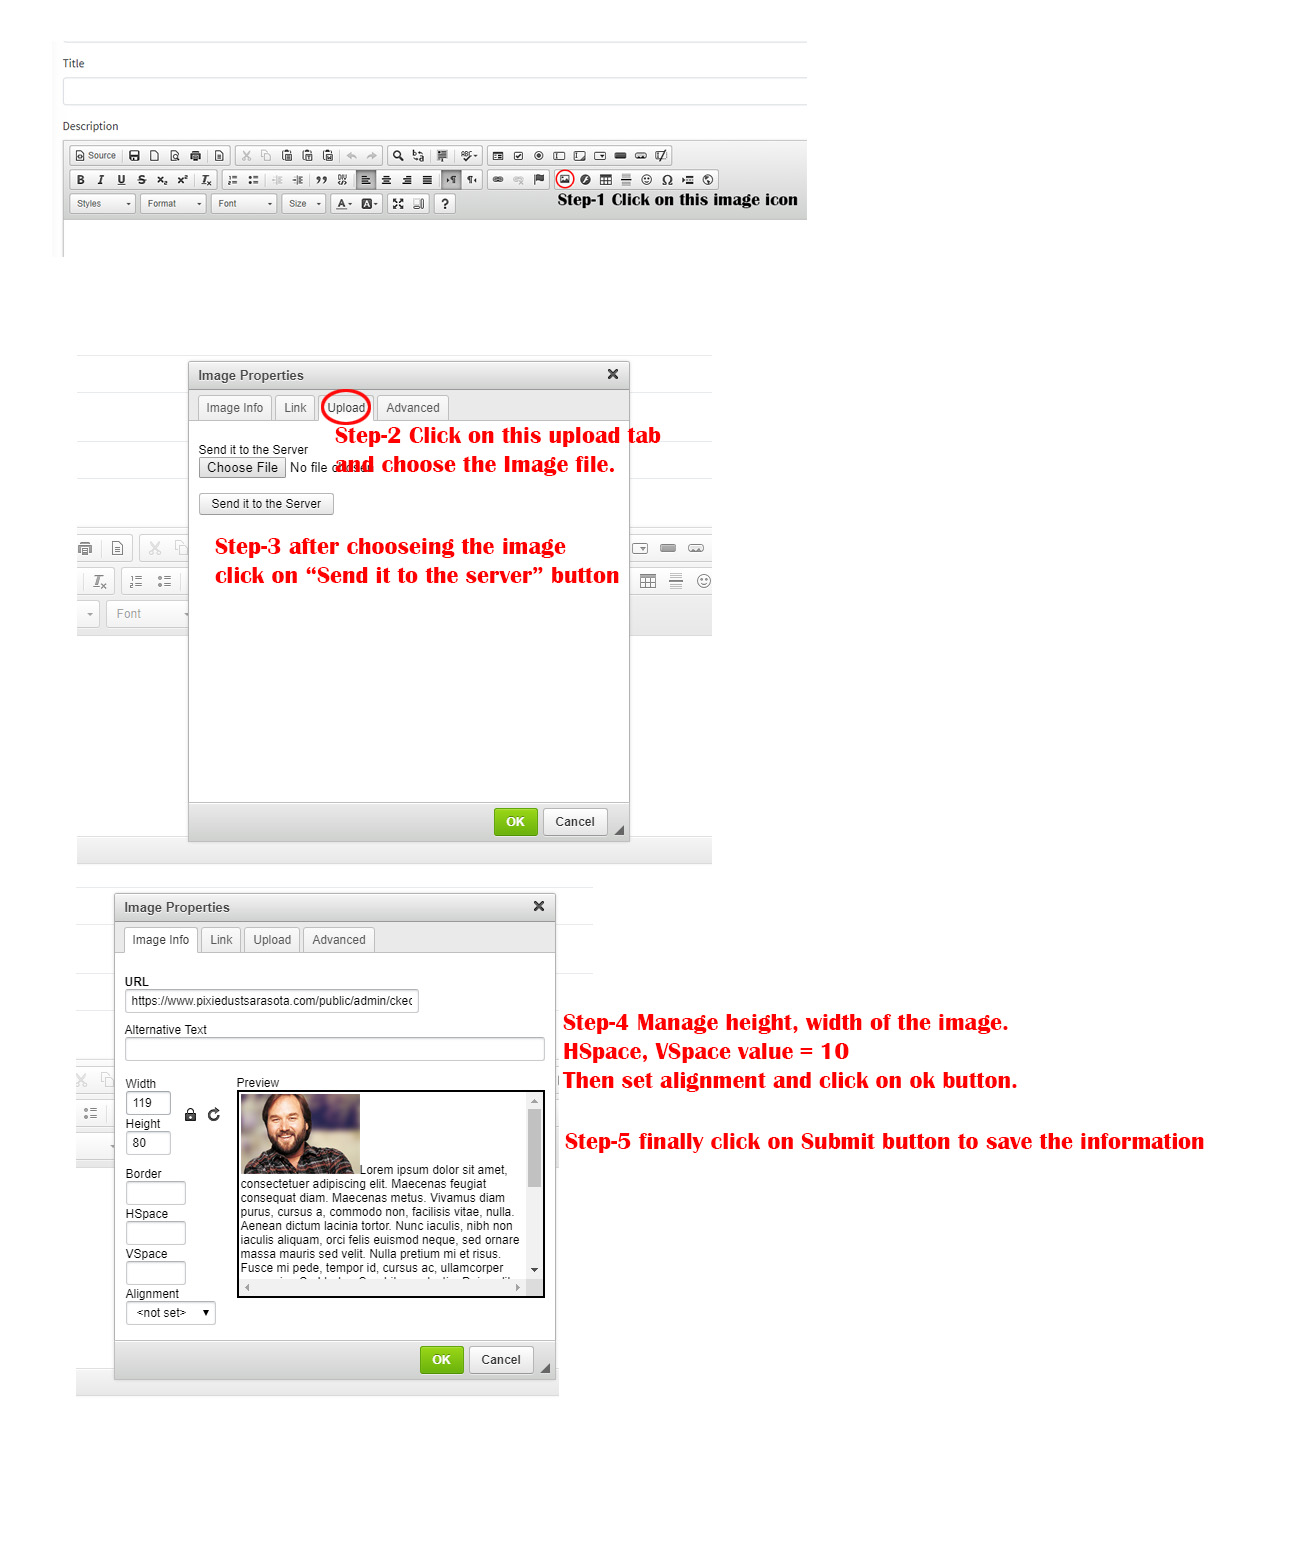 Title
Description
Source
ABC
B I U S x₂ x² Tx DIV
Styles Format Font Size A A ?
Step-1 Click on this image icon
Image Properties
Image Info Link Upload Advanced
Step-2 Click on this upload tab
Send it to the Server
and choose the Image file.
Choose File No file chosen
Send it to the Server
Step-3 after chooseing the image
click on “Send it to the server” button
Font
OK Cancel
Image Properties
Image Info Link Upload Advanced
URL
https://www.pixiedustsarasota.com/public/admin/ckec
Alternative Text
Step-4 Manage height, width of the image.
HSpace, VSpace value = 10
Then set alignment and click on ok button.
Width
119
Height
80
Border
HSpace
VSpace
Alignment
<not set>
Preview
Lorem ipsum dolor sit amet,
consectetuer adipiscing elit. Maecenas feugiat
consequat diam. Maecenas metus. Vivamus diam
purus, cursus a, commodo non, facilisis vitae, nulla.
Aenean dictum lacinia tortor. Nunc iaculis, nibh non
iaculis aliquam, orci felis euismod neque, sed ornare
massa mauris sed velit. Nulla pretium mi et risus.
Fusce mi pede, tempor id, cursus ac, ullamcorper
Step-5 finally click on Submit button to save the information
OK Cancel